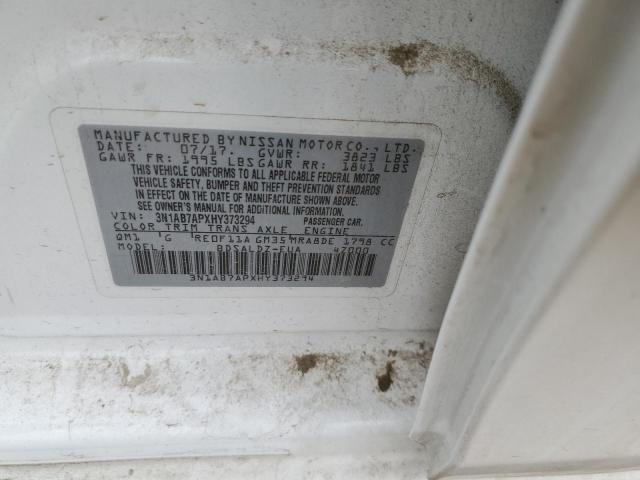 MANUFACTURED BY NISSAN MOTOR CO., LTD.
DATE: 07/17 GVWR: 3823 LBS
GAWR FR: 1995 LBS GAWR RR: 1841 LBS
THIS VEHICLE CONFORMS TO ALL APPLICABLE FEDERAL MOTOR
VEHICLE SAFETY, BUMPER AND THEFT PREVENTION STANDARDS
IN EFFECT ON THE DATE OF MANUFACTURE SHOWN ABOVE.
SEE OWNER'S MANUAL FOR ADDITIONAL INFORMATION
VIN: 3N1AB7APXHY373294 PASSENGER CAR.
COLOR TRIM TRANS AXLE ENGINE
QM1 G RE0F11A GM35 MRA8DE 1798 CC
MODEL: BDSALDZ-EUA 47000
3N1AB7APXHY373294